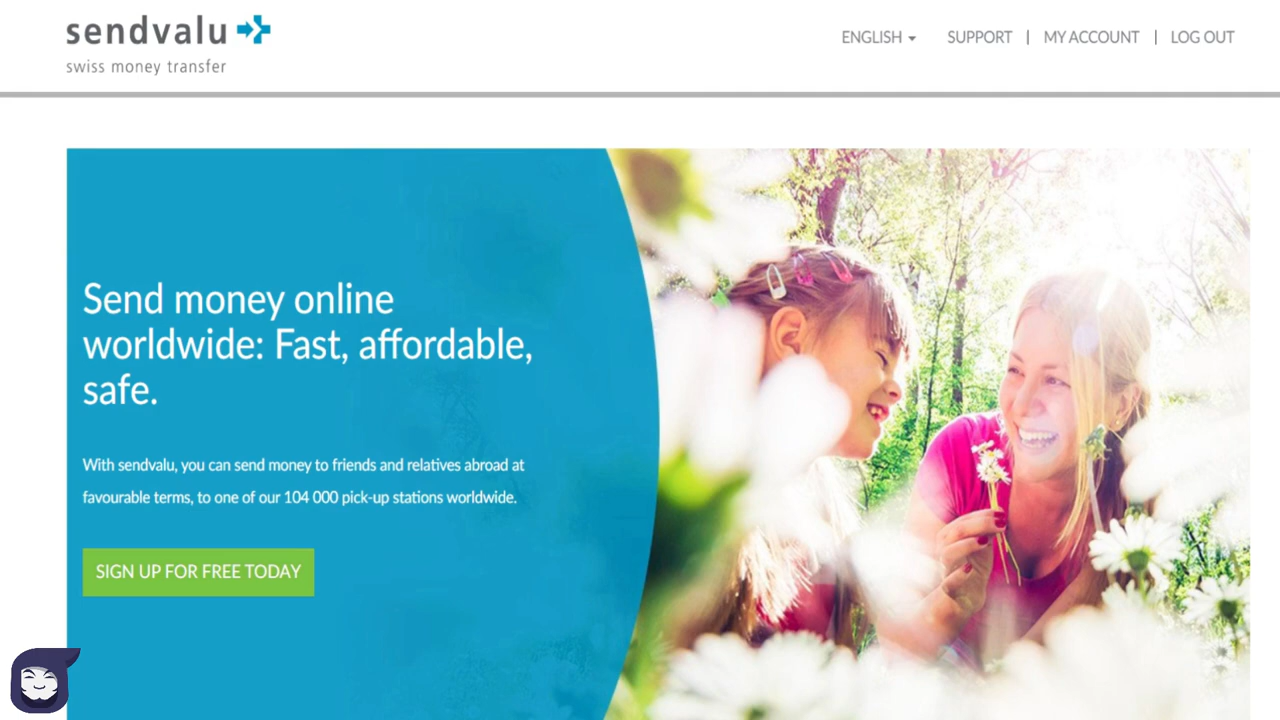 sendvalu
swiss money transfer
ENGLISH
SUPPORT | MY ACCOUNT | LOG OUT
Send money online
worldwide: Fast, affordable,
safe.
With sendvalu, you can send money to friends and relatives abroad at
favourable terms, to one of our 104 000 pick-up stations worldwide.
SIGN UP FOR FREE TODAY